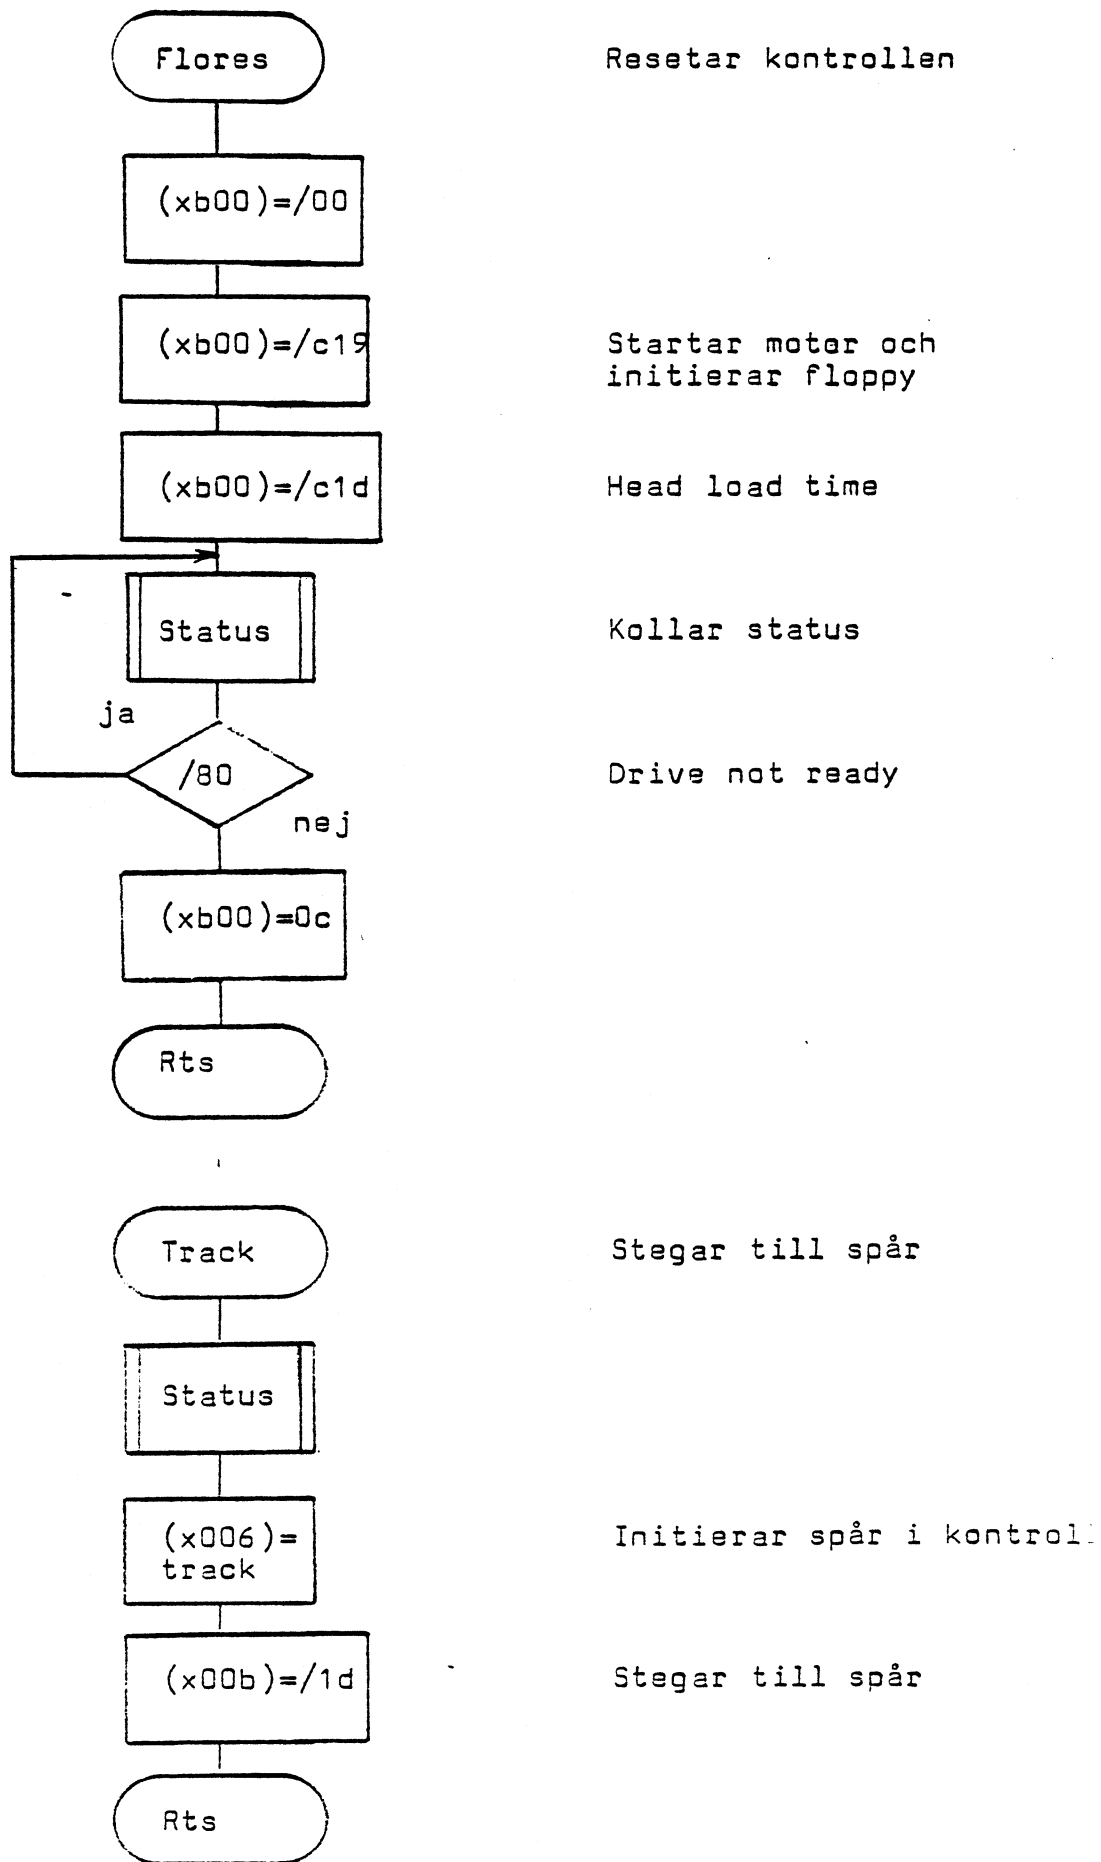 Flores
Resetar kontrollen
(xb00)=/00
(xb00)=/c19
Startar motor och
initierar floppy
(xb00)=/c1d
Head load time
Status
Kollar status
ja
/80
Drive not ready
nej
(xb00)=0c
Rts
Track
Stegar till spår
Status
(x006)=
track
Initierar spår i kontrol
(x00b)=/1d
Stegar till spår
Rts